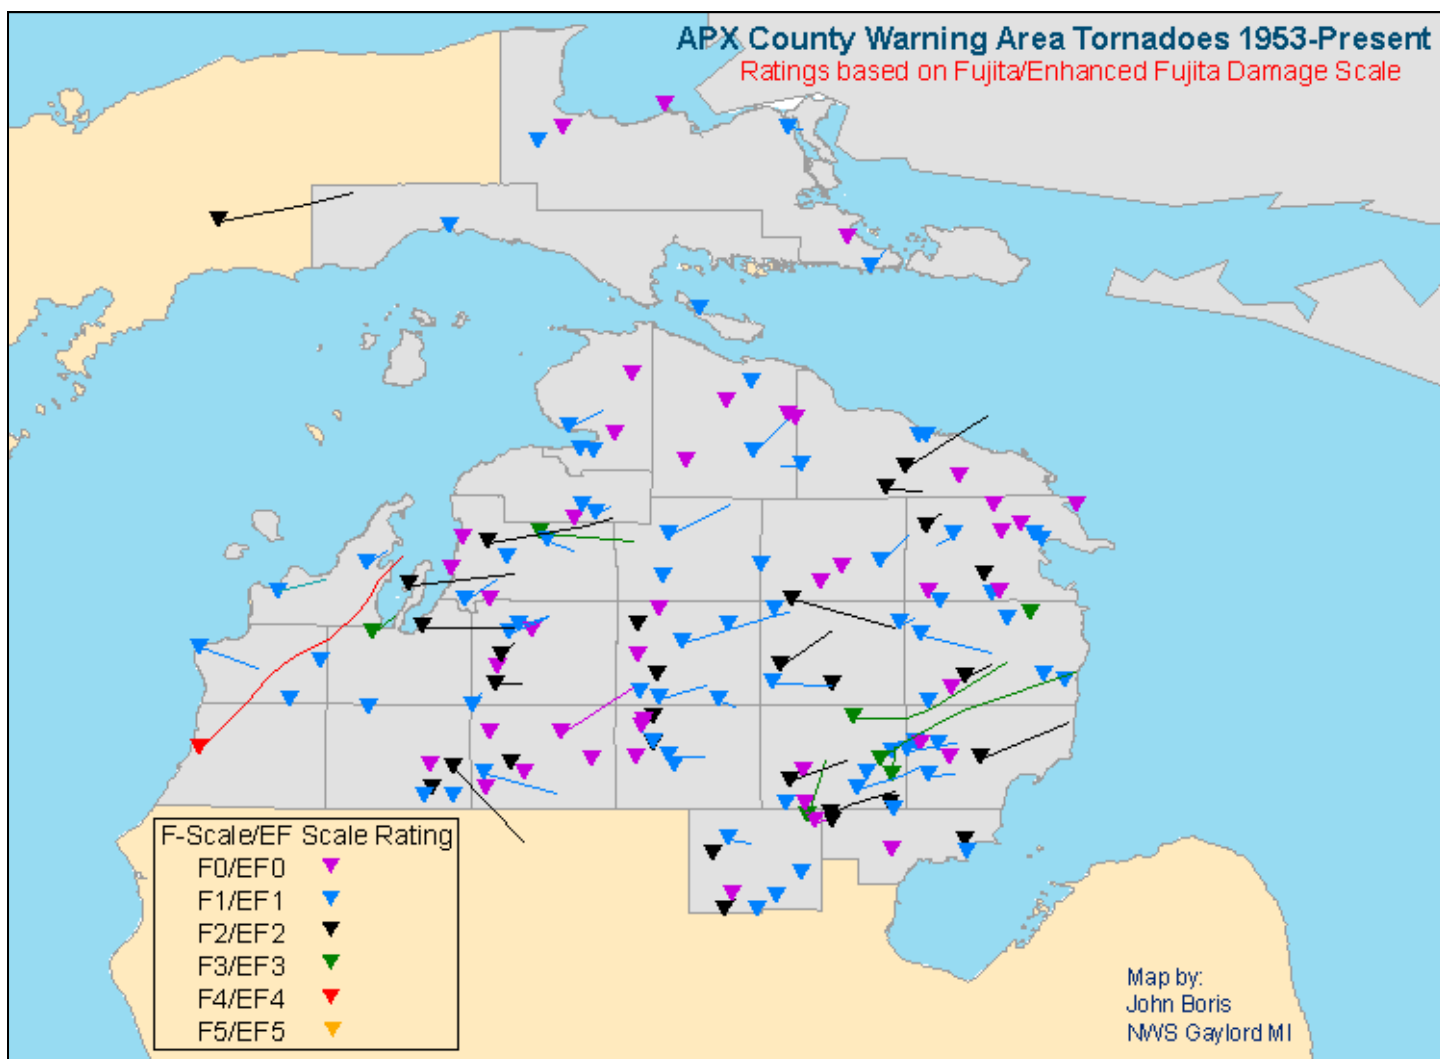 APX County Warning Area Tornadoes 1953-Present
Ratings based on Fujita/Enhanced Fujita Damage Scale
F-Scale/EF Scale Rating
F0/EF0
F1/EF1
F2/EF2
F3/EF3
F4/EF4
F5/EF5
Map by:
John Boris
NWS Gaylord MI